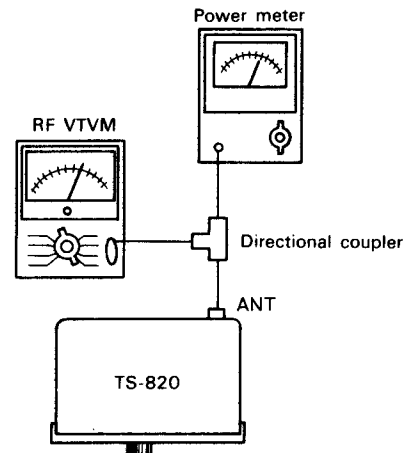 Power meter
RF VTVM
Directional coupler
ANT
TS-820